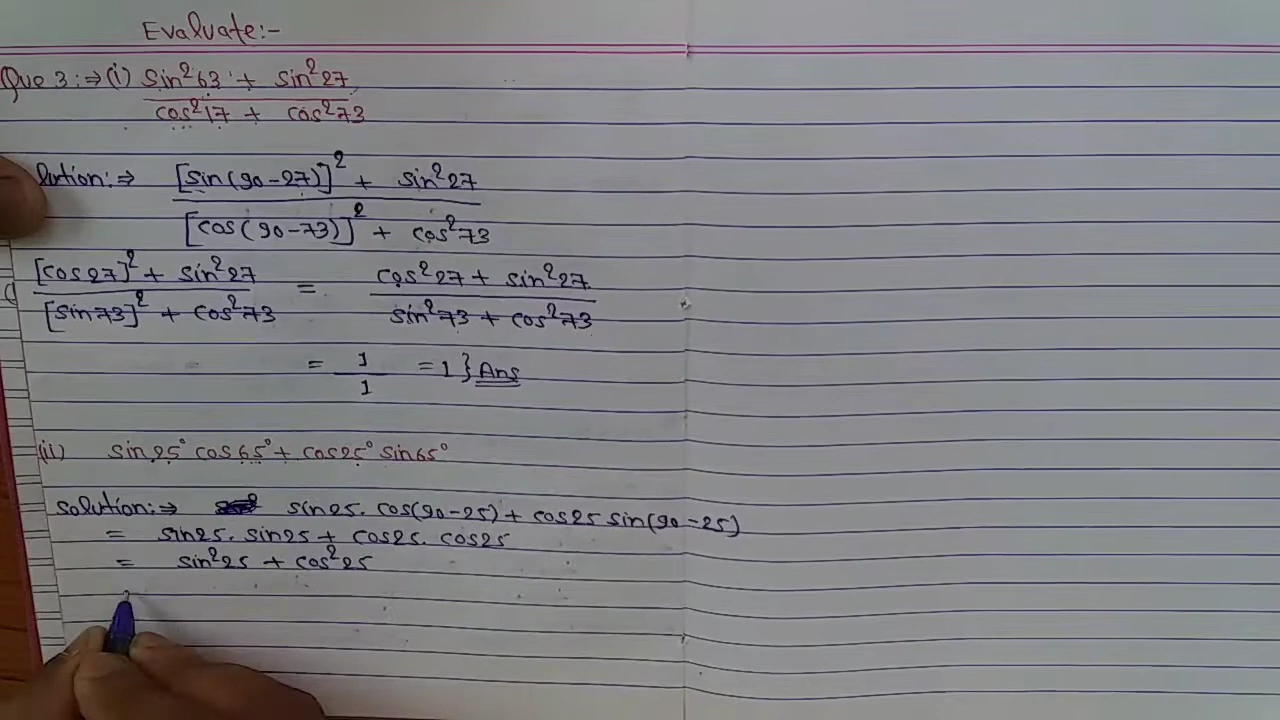 Evaluate:-
Que 3:⇒ (i) sin²63 + sin²27
cos²17 + cos²73
lution:⇒ [sin(90-27)]² + sin²27
[cos(90-73)]² + cos²73
[cos27]² + sin²27 = cos²27 + sin²27
[sin73]² + cos²73 sin²73 + cos²73
= 1 = 1 } Ans
1
(ii) sin25° cos65° + cos25° sin65°
solution:⇒ sin25. cos(90-25) + cos25 sin(90-25)
= sin25. sin25 + cos25. cos25
= sin²25 + cos²25